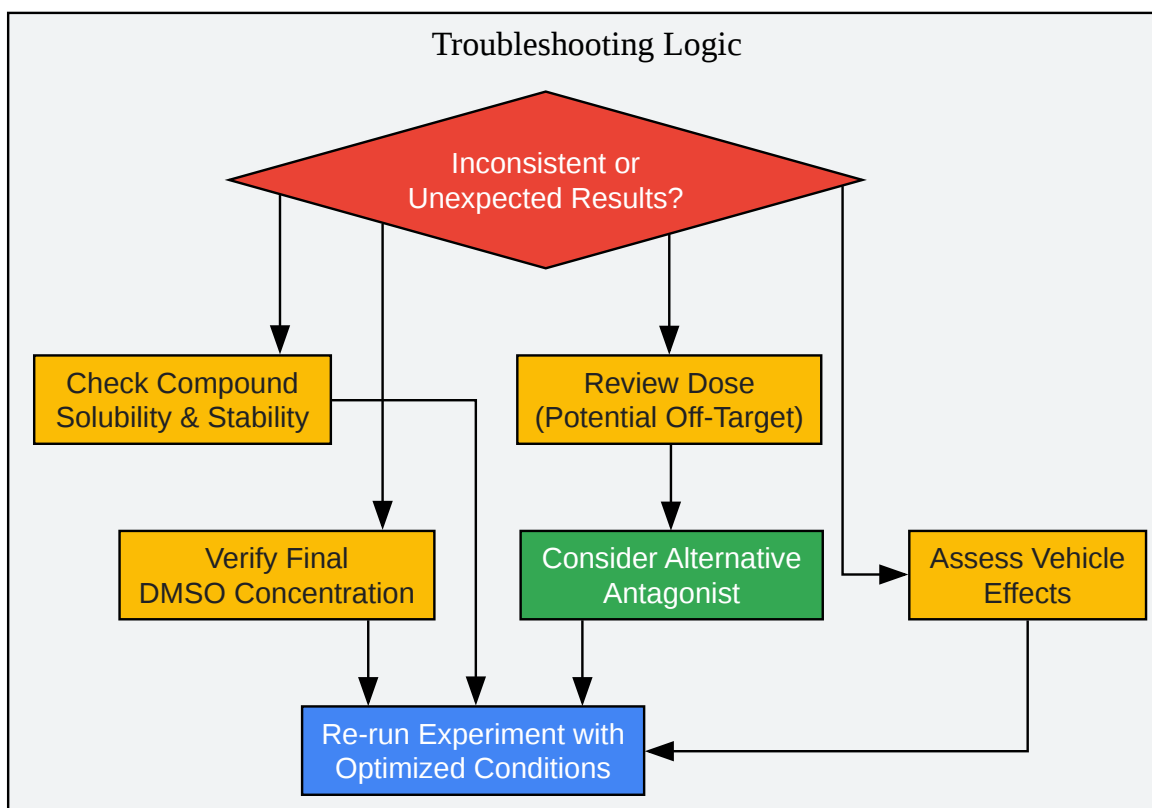 Troubleshooting Logic
Inconsistent or
Unexpected Results?
Check Compound
Solubility & Stability
Review Dose
(Potential Off-Target)
Verify Final
DMSO Concentration
Consider Alternative
Antagonist
Assess Vehicle
Effects
Re-run Experiment with
Optimized Conditions